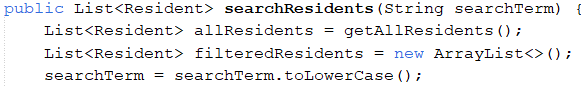 public List<Resident> searchResidents(String searchTerm) {
List<Resident> allResidents = getAllResidents();
List<Resident> filteredResidents = new ArrayList<>();
searchTerm = searchTerm.toLowerCase();